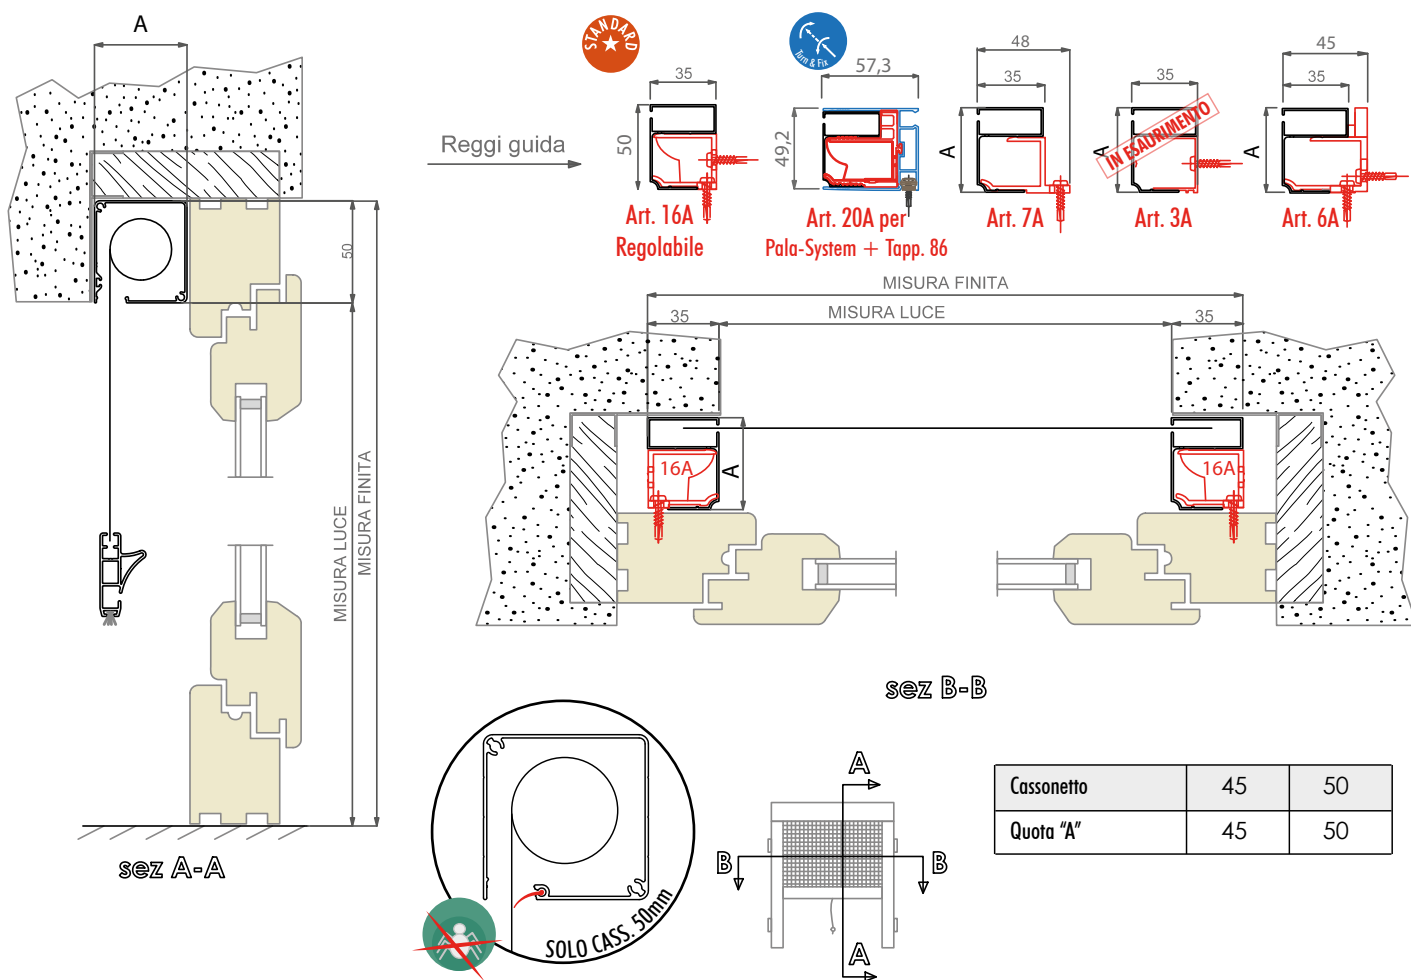 A
STANDARD
Turn & Fix
Reggi guida
35
50
Art. 16A
Regolabile
57,3
49,2
Art. 20A per
Pala-System + Tapp. 86
48
35
A
Art. 7A
35
A
IN ESAURIMENTO
Art. 3A
45
35
A
Art. 6A
50
MISURA LUCE
MISURA FINITA
sez A-A
MISURA FINITA
35
MISURA LUCE
35
16A
A
16A
sez B-B
SOLO CASS. 50mm
A
B
B
A
Cassonetto 45 50
Quota “A” 45 50